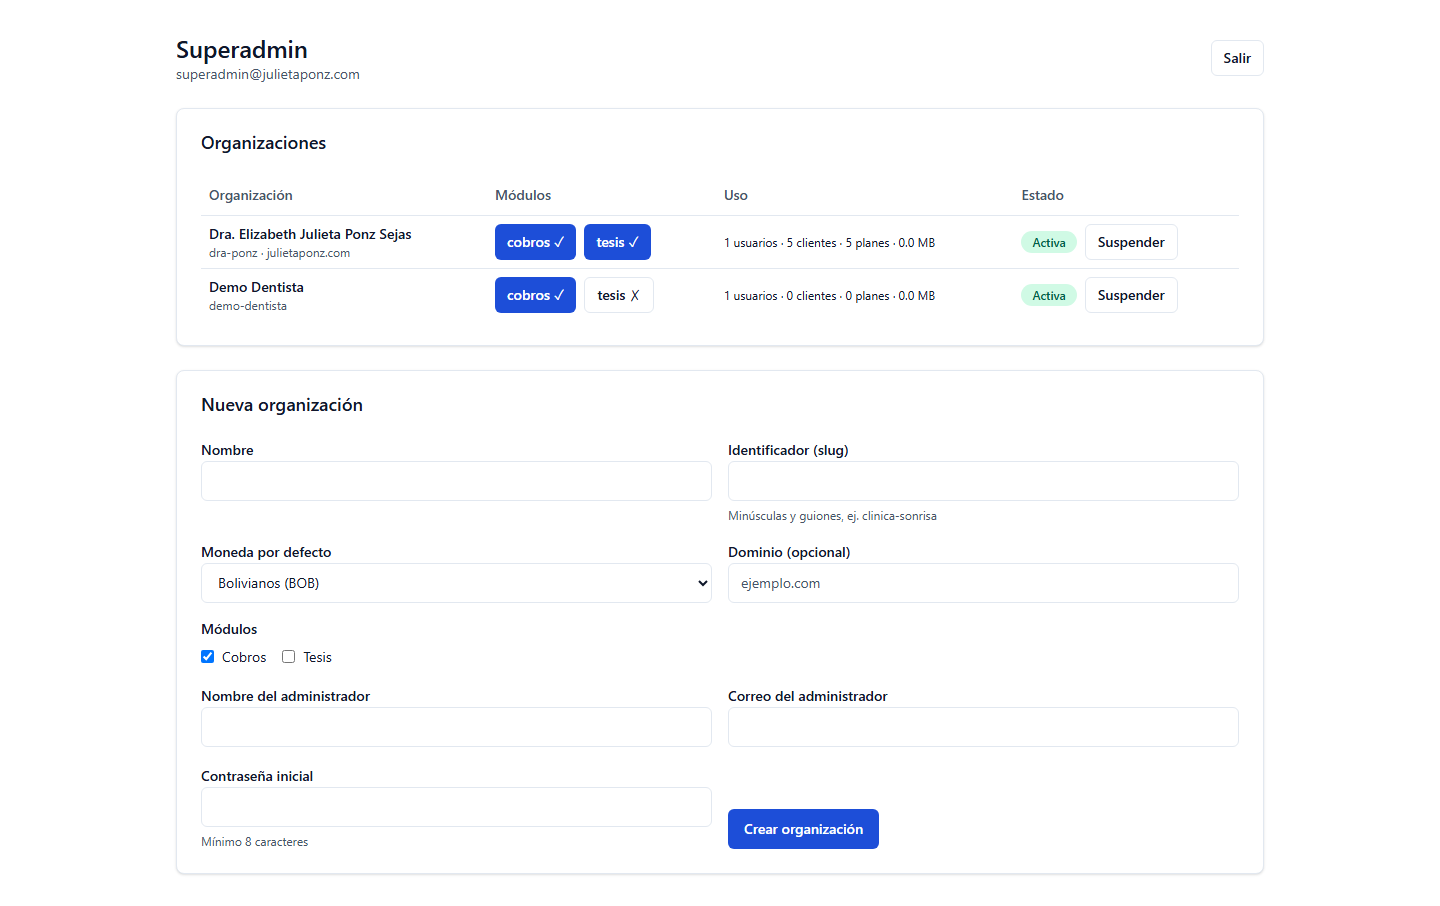 Superadmin
superadmin@julietaponz.com
Salir
Organizaciones
Organización Módulos Uso Estado
Dra. Elizabeth Julieta Ponz Sejas
dra-ponz · julietaponz.com
cobros ✓ tesis ✓ 1 usuarios · 5 clientes · 5 planes · 0.0 MB Activa Suspender
Demo Dentista
demo-dentista
cobros ✓ tesis ✗ 1 usuarios · 0 clientes · 0 planes · 0.0 MB Activa Suspender
Nueva organización
Nombre Identificador (slug)
Minúsculas y guiones, ej. clinica-sonrisa
Moneda por defecto Dominio (opcional)
Bolivianos (BOB) ejemplo.com
Módulos
Cobros Tesis
Nombre del administrador Correo del administrador
Contraseña inicial
Crear organización
Mínimo 8 caracteres